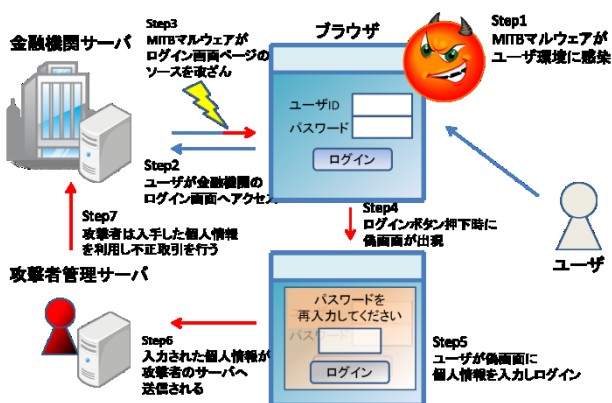 Step3
MITBマルウェアが
ログイン画面ページの
ソースを改ざん
ブラウザ
Step1
MITBマルウェアが
ユーザ環境に感染
金融機関サーバ
ユーザID
パスワード
ログイン
Step2
ユーザが金融機関の
ログイン画面へアクセス
Step7
攻撃者は入手した個人情報
を利用し不正取引を行う
Step4
ログインボタン押下時に
偽画面が出現
ユーザ
攻撃者管理サーバ
パスワードを
再入力してください
パスワード
ログイン
Step6
入力された個人情報が
攻撃者のサーバへ
送信される
Step5
ユーザが偽画面に
個人情報を入力しログイン